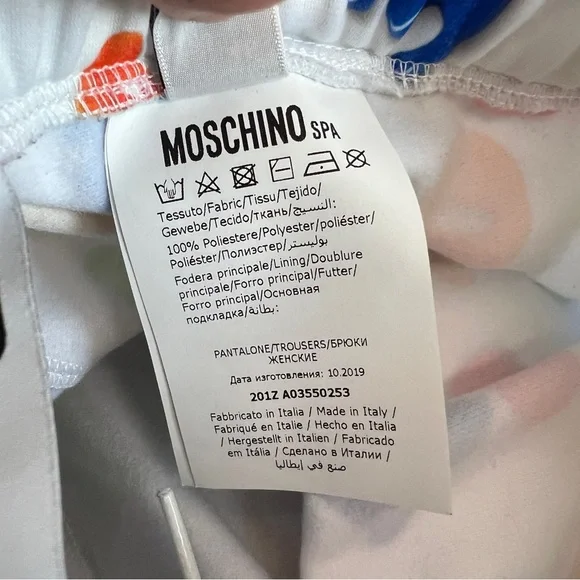 MOSCHINO SPA
Tessuto/Fabric/Tissu/Tejido/
Gewebe/Tecido/ткань/النسيج:
100% Poliestere/Polyester/poliéster/
Poliéster/Полиэстер/بوليستر
Fodera principale/Lining/Doublure
principale/Forro principal/Futter/
Forro principal/Основная
подкладка/بطانة:
PANTALONE/TROUSERS/БРЮКИ
ЖЕНСКИЕ
Дата изготовления: 10.2019
201Z A03550253
Fabbricato in Italia / Made in Italy /
Fabriqué en Italie / Hecho en Italia
/ Hergestellt in Italien / Fabricado
em Itália / Сделано в Италии /
صنع في إيطاليا